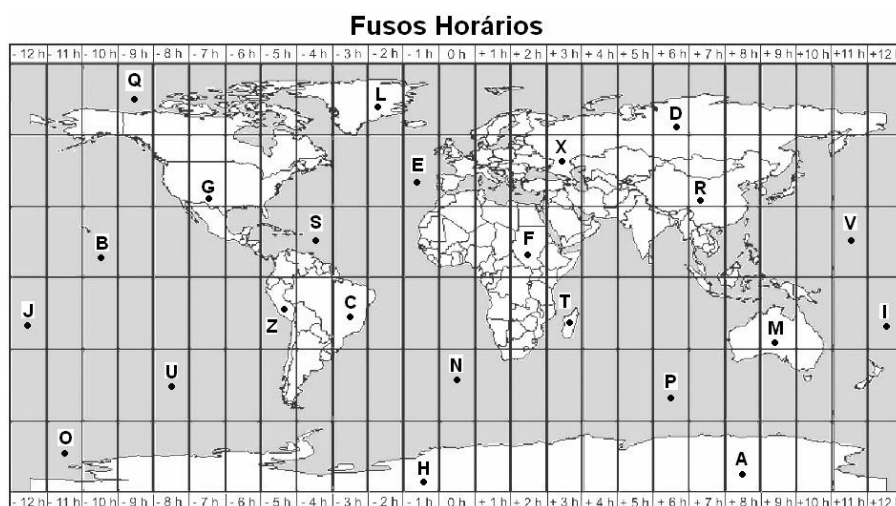 Fusos Horários
- 12 h - 11 h - 10 h - 9 h - 8 h - 7 h - 6 h - 5 h - 4 h - 3 h - 2 h - 1 h 0 h + 1 h + 2 h + 3 h + 4 h + 5 h + 6 h + 7 h + 8 h + 9 h + 10 h +11 h +12 h
Q
L
D
X
E
G
R
S
F
V
B
J
Z
C
T
M
I
U
N
P
O
H
A
- 12 h - 11 h - 10 h - 9 h - 8 h - 7 h - 6 h - 5 h - 4 h - 3 h - 2 h - 1 h 0 h + 1 h + 2 h + 3 h + 4 h + 5 h + 6 h + 7 h + 8 h + 9 h + 10 h +11 h +12 h